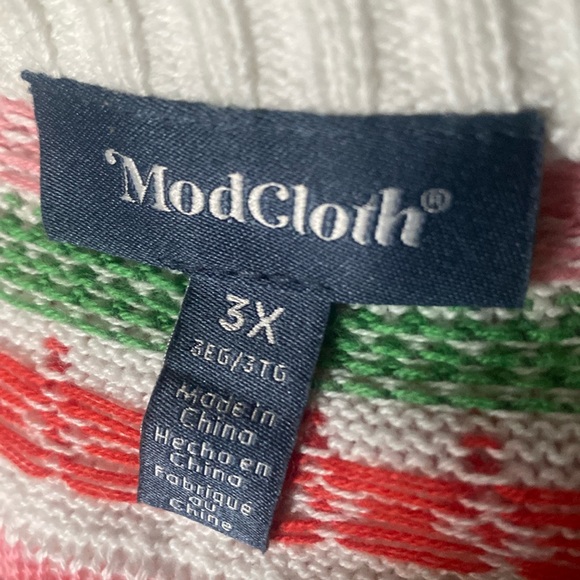 ModCloth®
3X
3EG/3TG
Made in
China
Hecho en
China
Fabriqué
au
Chine